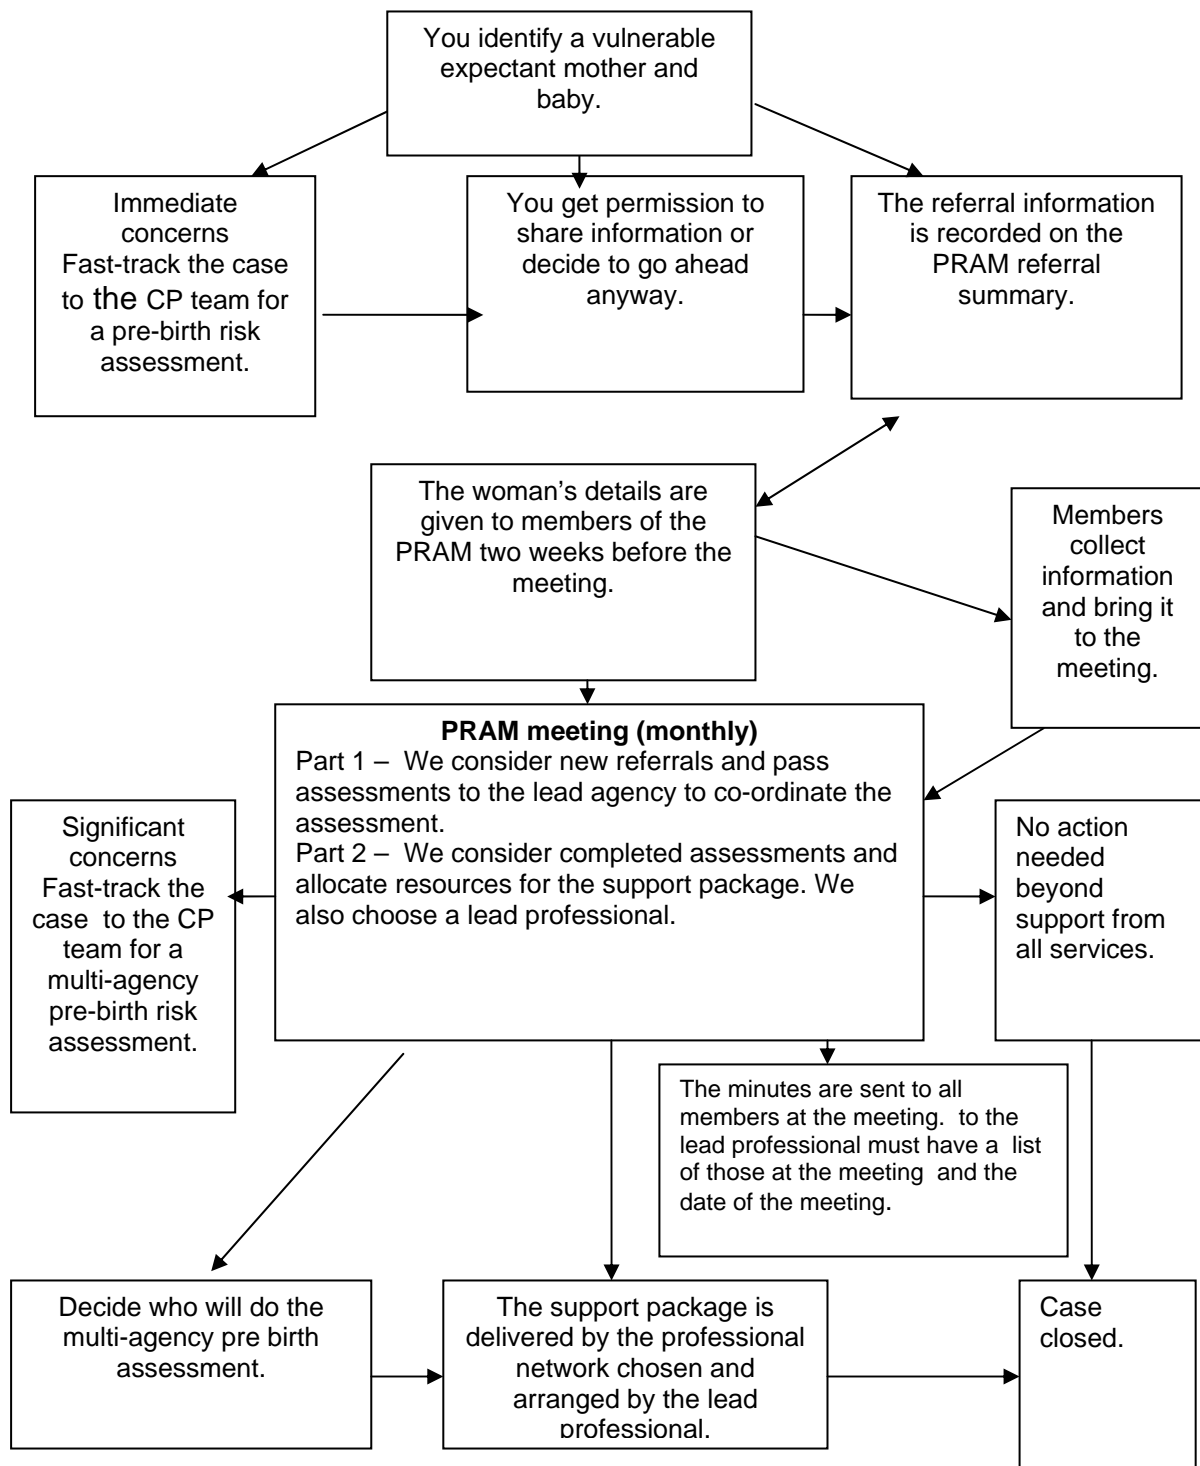 You identify a vulnerable
expectant mother and
baby.
Immediate
concerns
Fast-track the case
to the CP team for
a pre-birth risk
assessment.
You get permission to
share information or
decide to go ahead
anyway.
The referral information
is recorded on the
PRAM referral
summary.
The woman's details are
given to members of the
PRAM two weeks before the
meeting.
Members
collect
information
and bring it
to the
meeting.
PRAM meeting (monthly)
Part 1 – We consider new referrals and pass
assessments to the lead agency to co-ordinate the
assessment.
Part 2 – We consider completed assessments and
allocate resources for the support package. We
also choose a lead professional.
Significant
concerns
Fast-track the
case to the CP
team for a
multi-agency
pre-birth risk
assessment.
No action
needed
beyond
support from
all services.
The minutes are sent to all
members at the meeting. to the
lead professional must have a list
of those at the meeting and the
date of the meeting.
Decide who will do the
multi-agency pre birth
assessment.
The support package is
delivered by the professional
network chosen and
arranged by the lead
professional.
Case
closed.